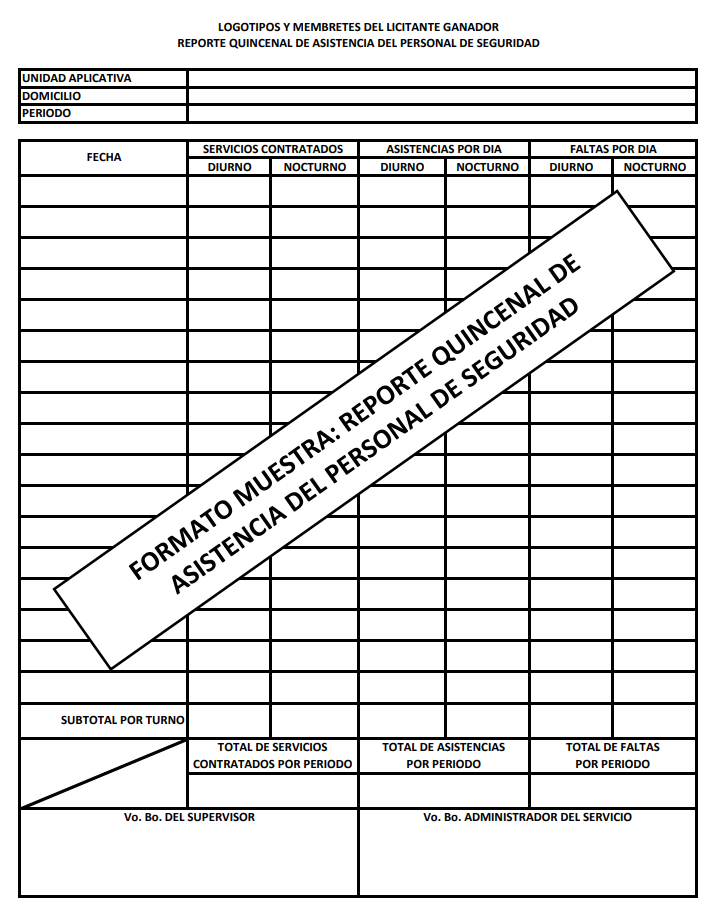 LOGOTIPOS Y MEMBRETES DEL LICITANTE GANADOR
REPORTE QUINCENAL DE ASISTENCIA DEL PERSONAL DE SEGURIDAD
UNIDAD APLICATIVA
DOMICILIO
PERIODO
FECHA
SERVICIOS CONTRATADOS
ASISTENCIAS POR DIA
FALTAS POR DIA
DIURNO
NOCTURNO
DIURNO
NOCTURNO
DIURNO
NOCTURNO
FORMATO MUESTRA: REPORTE QUINCENAL DE
ASISTENCIA DEL PERSONAL DE SEGURIDAD
SUBTOTAL POR TURNO
TOTAL DE SERVICIOS
CONTRATADOS POR PERIODO
TOTAL DE ASISTENCIAS
POR PERIODO
TOTAL DE FALTAS
POR PERIODO
Vo. Bo. DEL SUPERVISOR
Vo. Bo. ADMINISTRADOR DEL SERVICIO